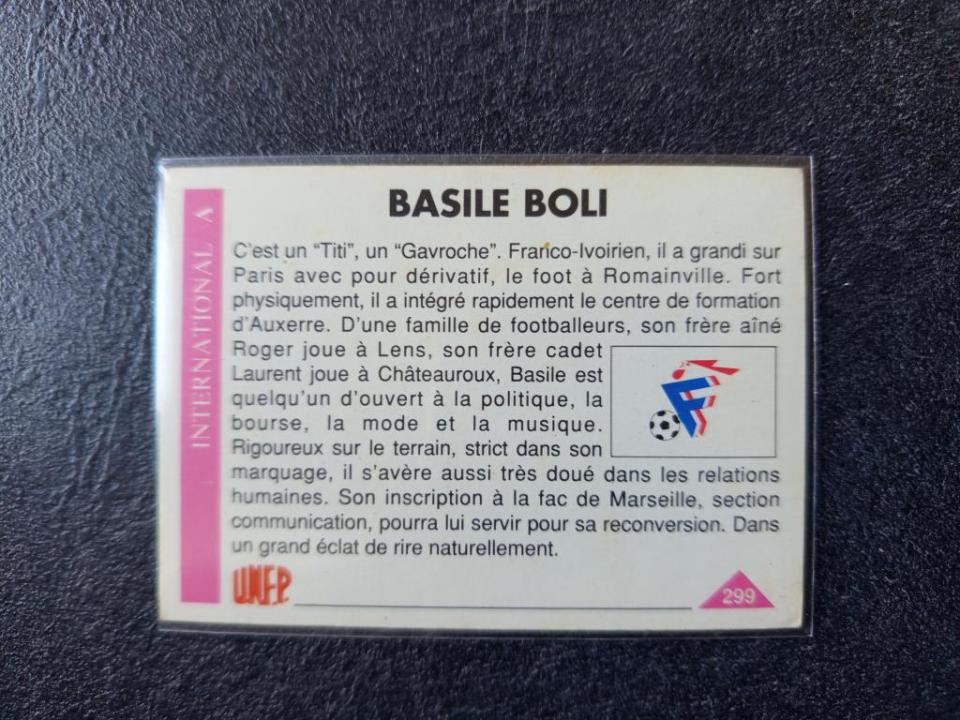 BASILE BOLI
INTERNATIONAL A
C'est un "Titi", un "Gavroche". Franco-Ivoirien, il a grandi sur
Paris avec pour dérivatif, le foot à Romainville. Fort
physiquement, il a intégré rapidement le centre de formation
d'Auxerre. D'une famille de footballeurs, son frère aîné
Roger joue à Lens, son frère cadet
Laurent joue à Châteauroux, Basile est
quelqu'un d'ouvert à la politique, la
bourse, la mode et la musique.
Rigoureux sur le terrain, strict dans son
marquage, il s'avère aussi très doué dans les relations
humaines. Son inscription à la fac de Marseille, section
communication, pourra lui servir pour sa reconversion. Dans
un grand éclat de rire naturellement.
F
U.N.F.P.
299